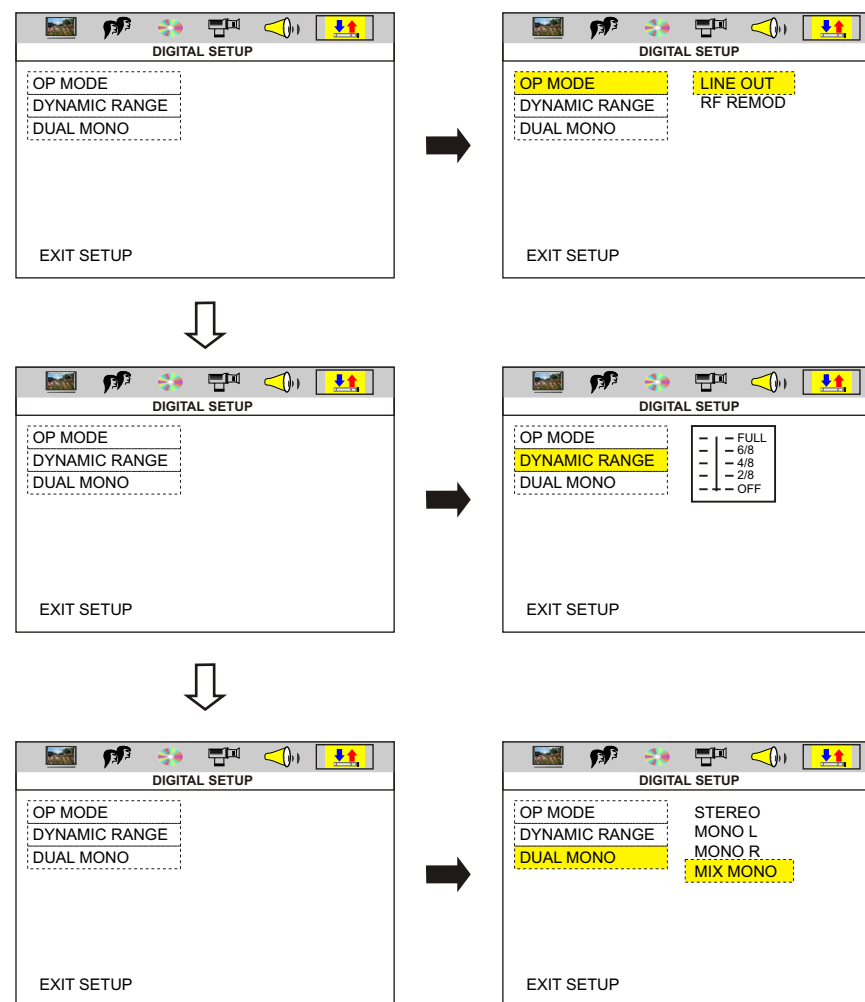 DIGITAL SETUP
OP MODE
DYNAMIC RANGE
DUAL MONO
EXIT SETUP
DIGITAL SETUP
OP MODE
DYNAMIC RANGE
DUAL MONO
LINE OUT
RF REMOD
EXIT SETUP
DIGITAL SETUP
OP MODE
DYNAMIC RANGE
DUAL MONO
EXIT SETUP
DIGITAL SETUP
OP MODE
DYNAMIC RANGE
DUAL MONO
FULL
6/8
4/8
2/8
OFF
EXIT SETUP
DIGITAL SETUP
OP MODE
DYNAMIC RANGE
DUAL MONO
EXIT SETUP
DIGITAL SETUP
OP MODE
DYNAMIC RANGE
DUAL MONO
STEREO
MONO L
MONO R
MIX MONO
EXIT SETUP